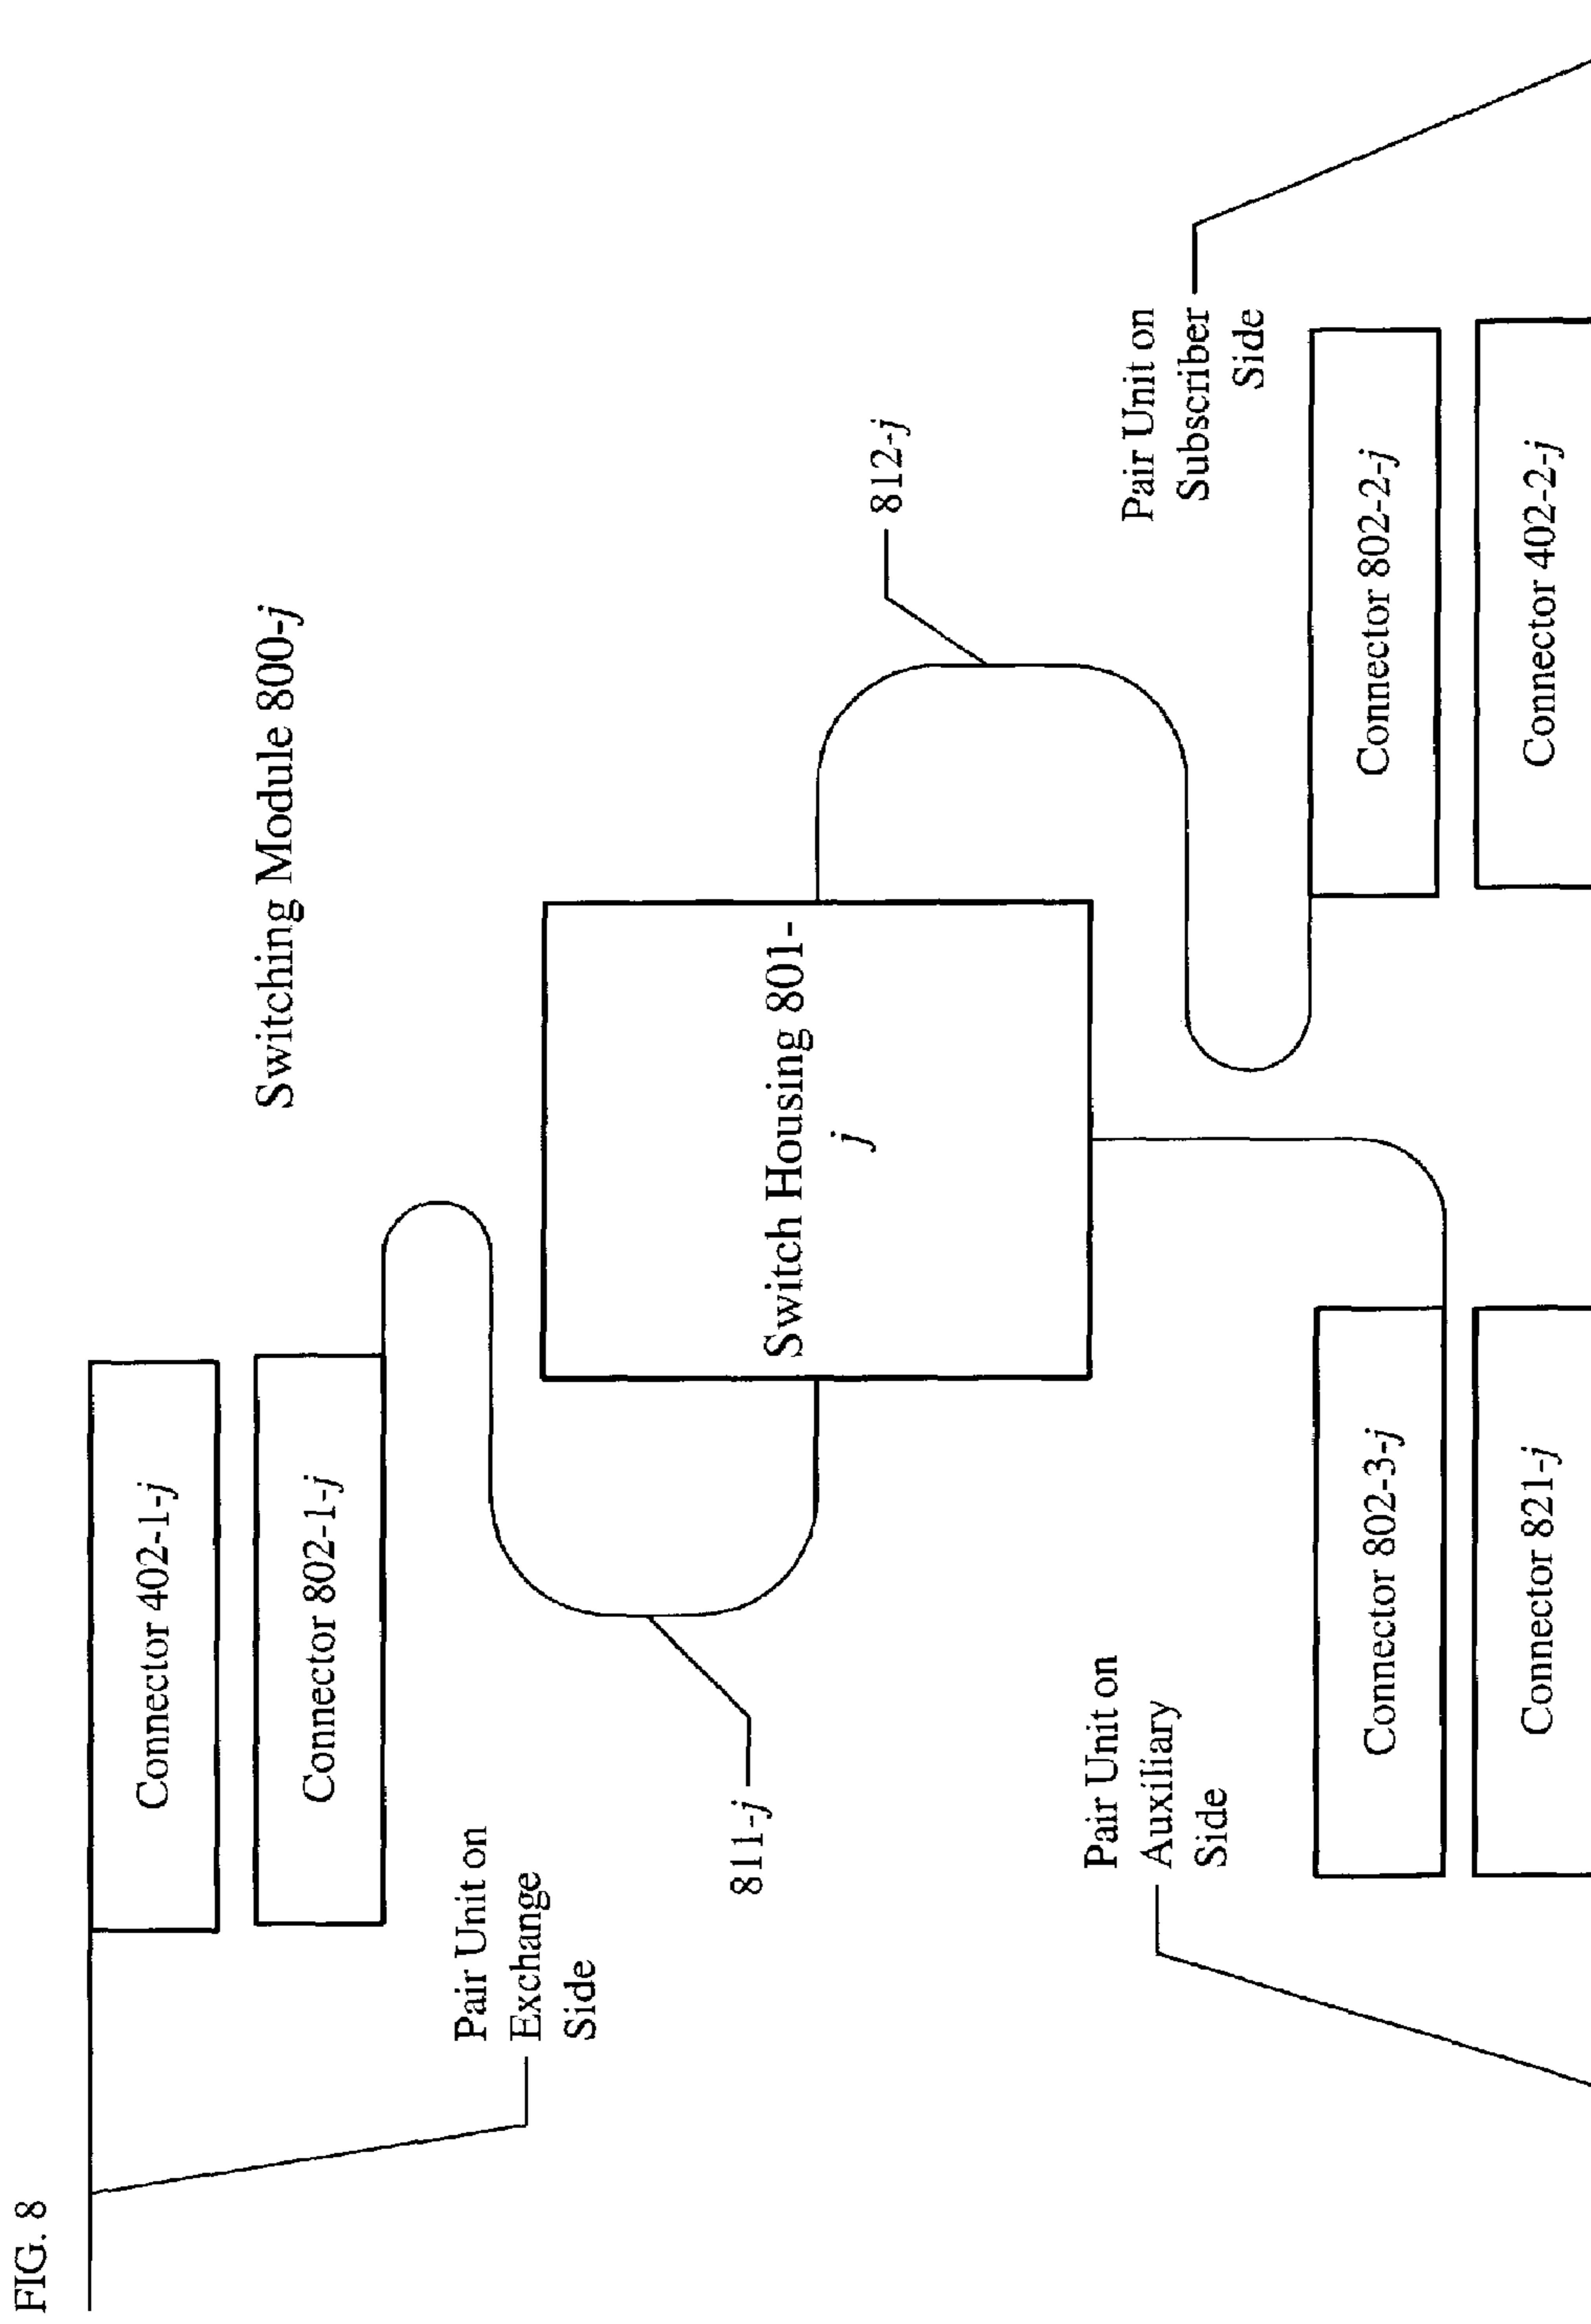 FIG. 8
Switching Module 800-j
Connector 402-1-j
Connector 802-1-j
Pair Unit on
Exchange
Side
811-j
Switch Housing 801-
j
812-j
Pair Unit on
Auxiliary
Side
Connector 802-3-j
Connector 821-j
Pair Unit on
Subscriber
Side
Connector 802-2-j
Connector 402-2-j